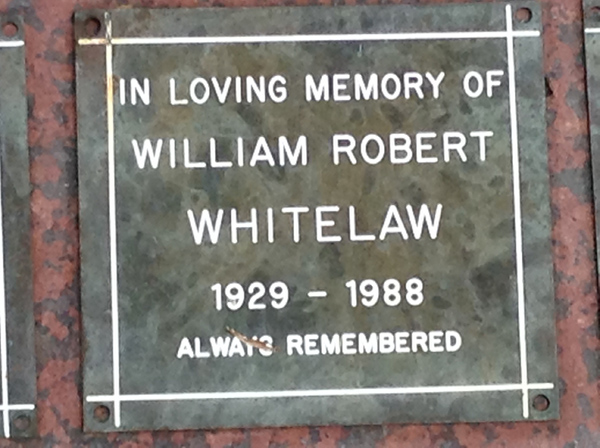 IN LOVING MEMORY OF
WILLIAM ROBERT
WHITELAW
1929 - 1988
ALWAYS REMEMBERED